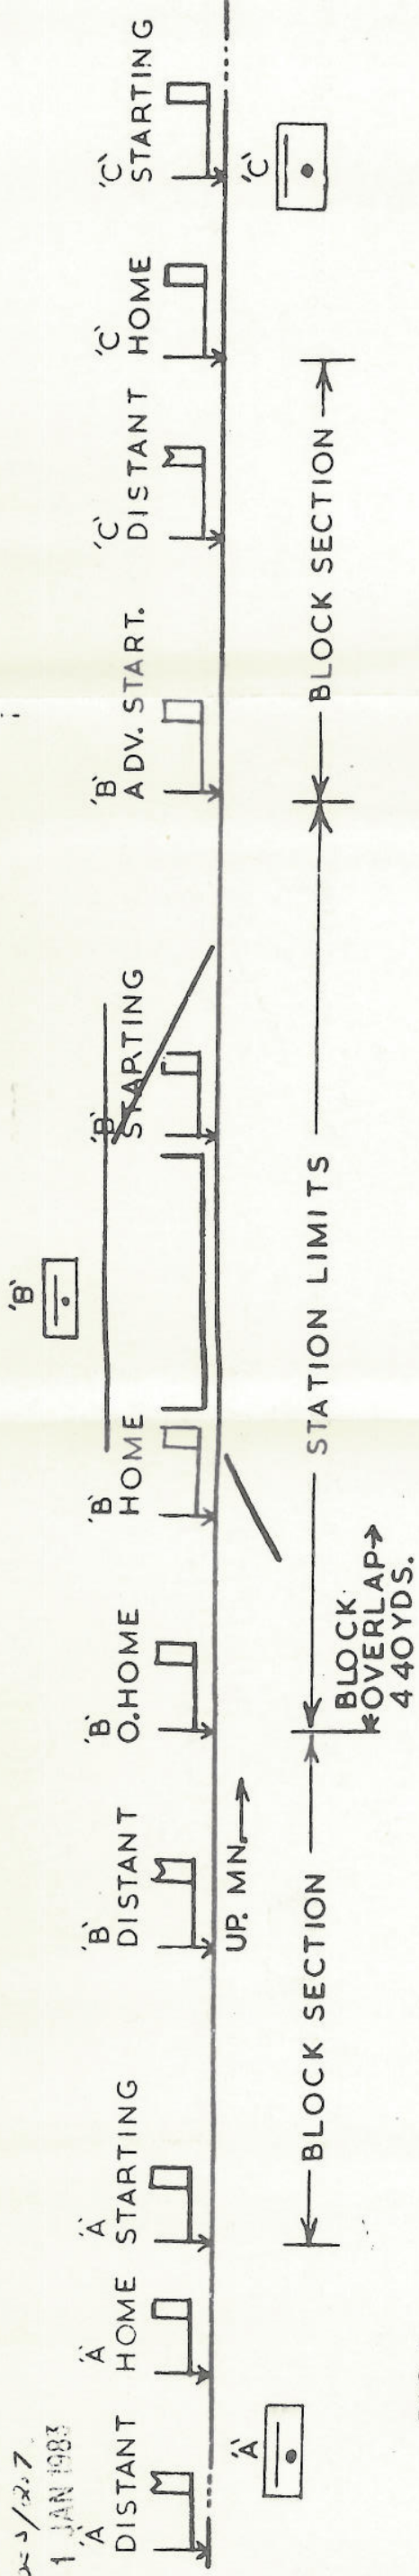 1 JAN 1983
'A'
DISTANT
'A'
HOME
'A'
STARTING
'B'
DISTANT
'B'
O.HOME
'B'
HOME
'B'
'B'
STARTING
'B'
ADV. START.
'C'
DISTANT
'C'
HOME
'C'
STARTING
'A'
UP. MN.
'C'
BLOCK SECTION
STATION LIMITS
BLOCK SECTION
BLOCK
OVERLAP
440YDS.